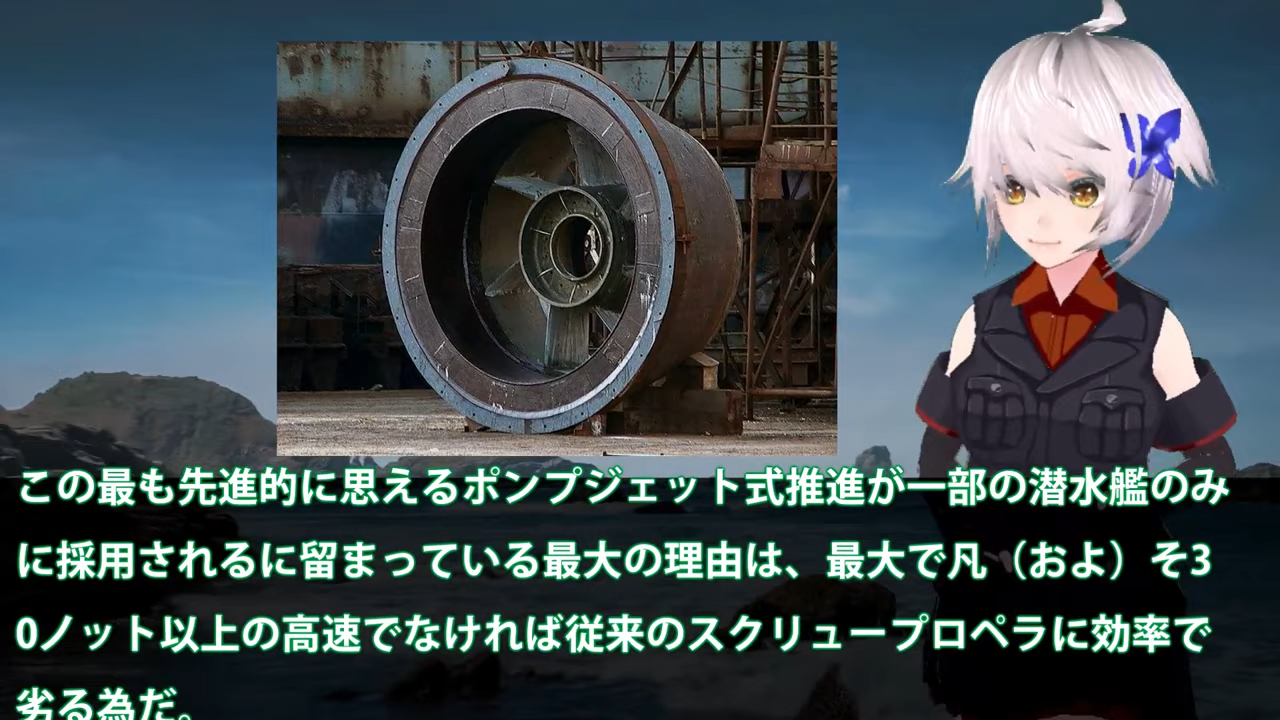 この最も先進的に思えるポンプジェット式推進が一部の潜水艦のみ
に採用されるに留まっている最大の理由は、最大で凡（およ）そ3
0ノット以上の高速でなければ従来のスクリュープロペラに効率で
劣る為だ。